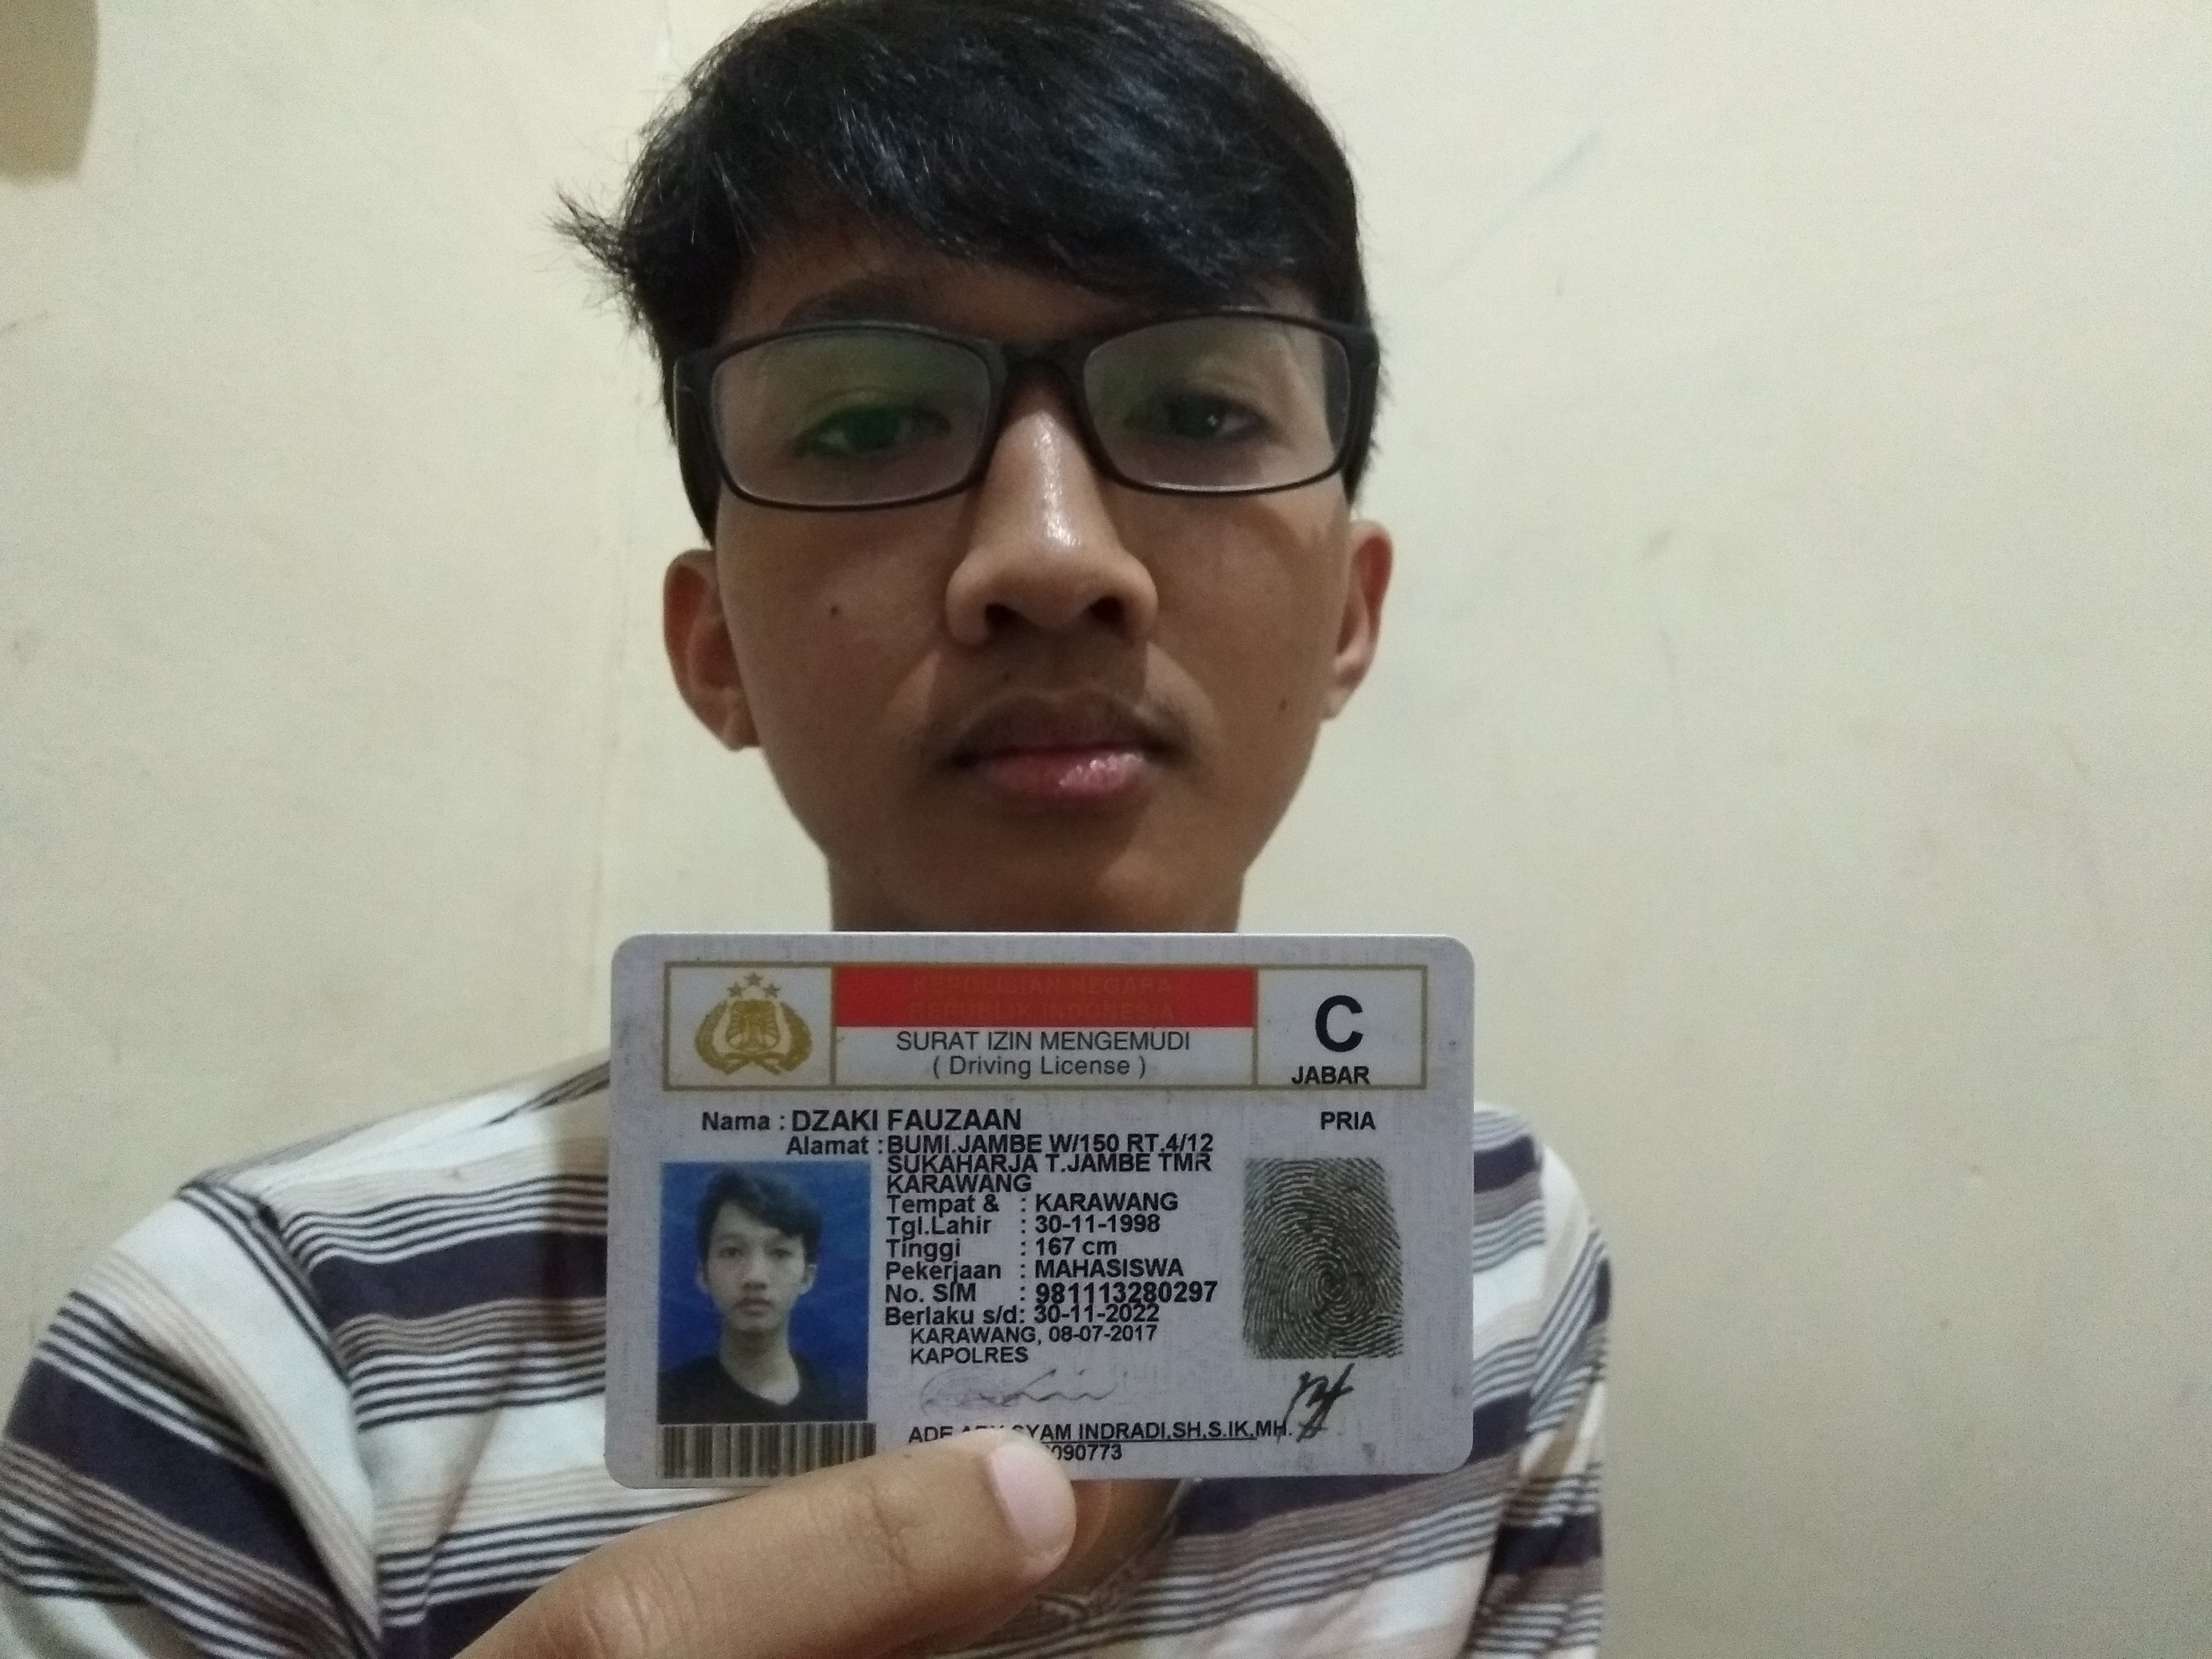 KEPOLISIAN NEGARA
REPUBLIK INDONESIA
SURAT IZIN MENGEMUDI
( Driving License )
C
JABAR
Nama : DZAKI FAUZAAN
PRIA
Alamat : BUMI.JAMBE W/150 RT.4/12
SUKAHARJA T.JAMBE TMR
KARAWANG
Tempat & : KARAWANG
Tgl.Lahir : 30-11-1998
Tinggi : 167 cm
Pekerjaan : MAHASISWA
No. SIM : 981113280297
Berlaku s/d: 30-11-2022
KARAWANG, 08-07-2017
KAPOLRES
ADE SYAM INDRADI,SH,S.IK,MH.
090773